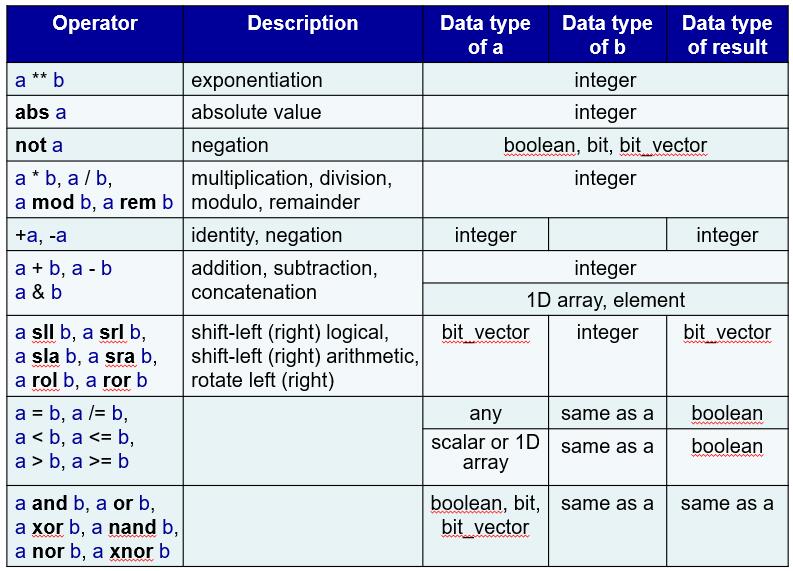 Operator Description Data type of a Data type of b Data type of result
a ** b exponentiation integer
abs a absolute value integer
not a negation boolean, bit, bit_vector
a * b, a / b, multiplication, division, integer
a mod b, a rem b modulo, remainder
+a, -a identity, negation integer integer
a + b, a - b addition, subtraction, integer
a & b concatenation 1D array, element
a sll b, a srl b, shift-left (right) logical, bit_vector integer bit_vector
a sla b, a sra b, shift-left (right) arithmetic,
a rol b, a ror b rotate left (right)
a = b, a /= b, any same as a boolean
a < b, a <= b, scalar or 1D same as a boolean
a > b, a >= b array
a and b, a or b, boolean, bit, same as a same as a
a xor b, a nand b, bit_vector
a nor b, a xnor b